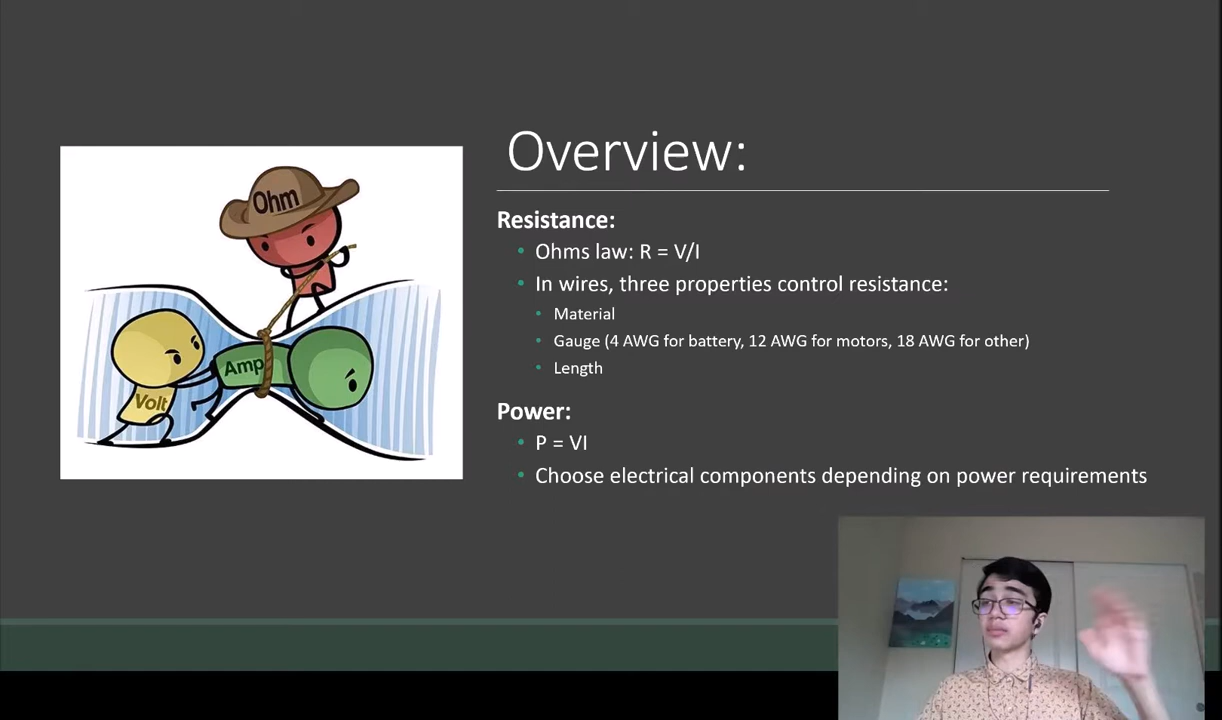 Overview:
Ohm
Amp
Volt
Resistance:
Ohms law: R = V/I
In wires, three properties control resistance:
Material
Gauge (4 AWG for battery, 12 AWG for motors, 18 AWG for other)
Length
Power:
P = VI
Choose electrical components depending on power requirements